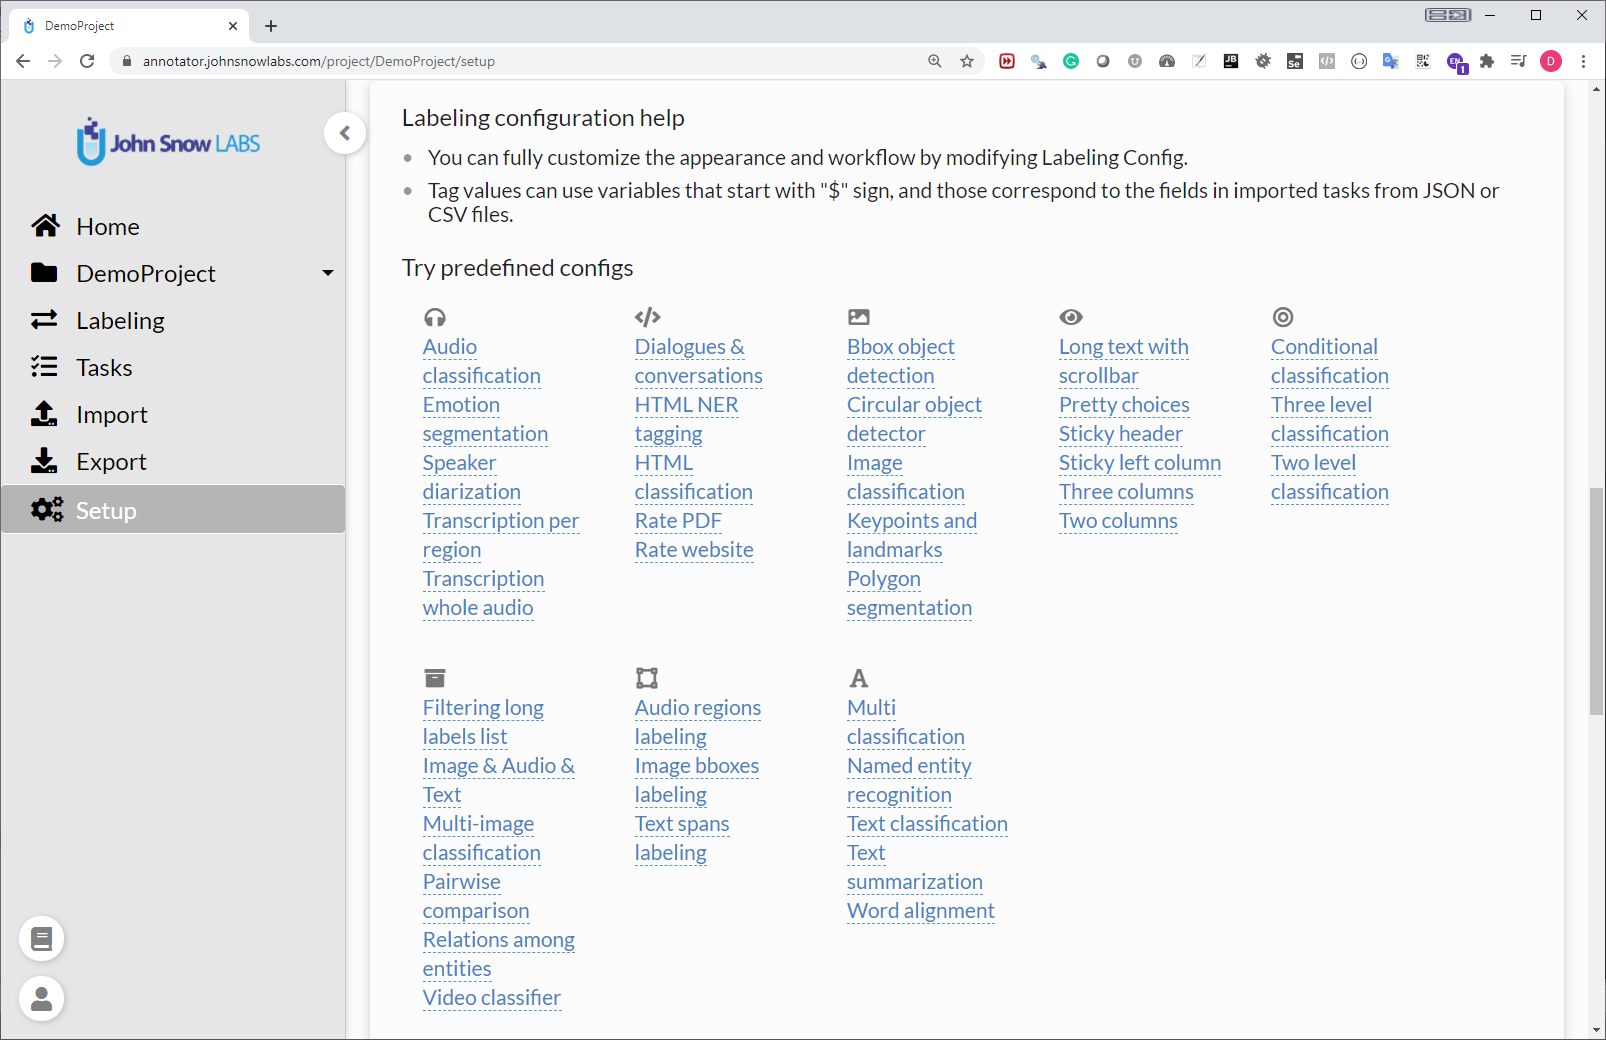 DemoProject
annotator.johnsnowlabs.com/project/DemoProject/setup
JB
Se
EN
1
D
John Snow LABS
Home
DemoProject
Labeling
Tasks
Import
Export
Setup
Labeling configuration help
You can fully customize the appearance and workflow by modifying Labeling Config.
Tag values can use variables that start with "$" sign, and those correspond to the fields in imported tasks from JSON or
CSV files.
Try predefined configs
Audio
classification
Emotion
segmentation
Speaker
diarization
Transcription per
region
Transcription
whole audio
Dialogues &
conversations
HTML NER
tagging
HTML
classification
Rate PDF
Rate website
Bbox object
detection
Circular object
detector
Image
classification
Keypoints and
landmarks
Polygon
segmentation
Long text with
scrollbar
Pretty choices
Sticky header
Sticky left column
Three columns
Two columns
Conditional
classification
Three level
classification
Two level
classification
Filtering long
labels list
Image & Audio &
Text
Multi-image
classification
Pairwise
comparison
Relations among
entities
Video classifier
Audio regions
labeling
Image bboxes
labeling
Text spans
labeling
Multi
classification
Named entity
recognition
Text classification
Text
summarization
Word alignment